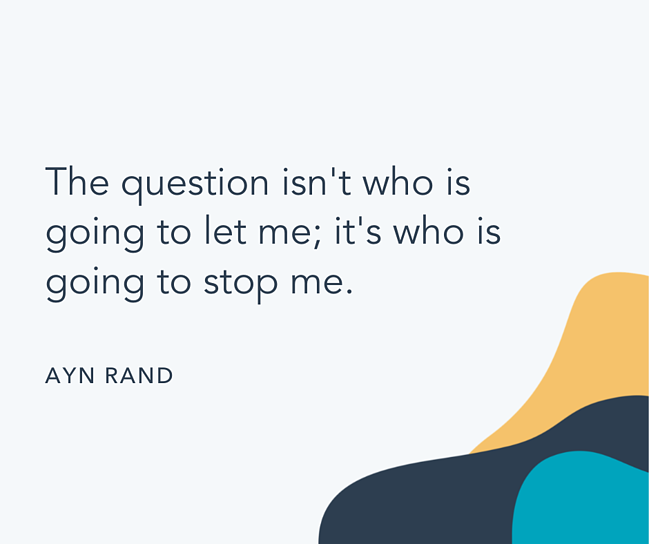 The question isn't who is
going to let me; it's who is
going to stop me.
AYN RAND